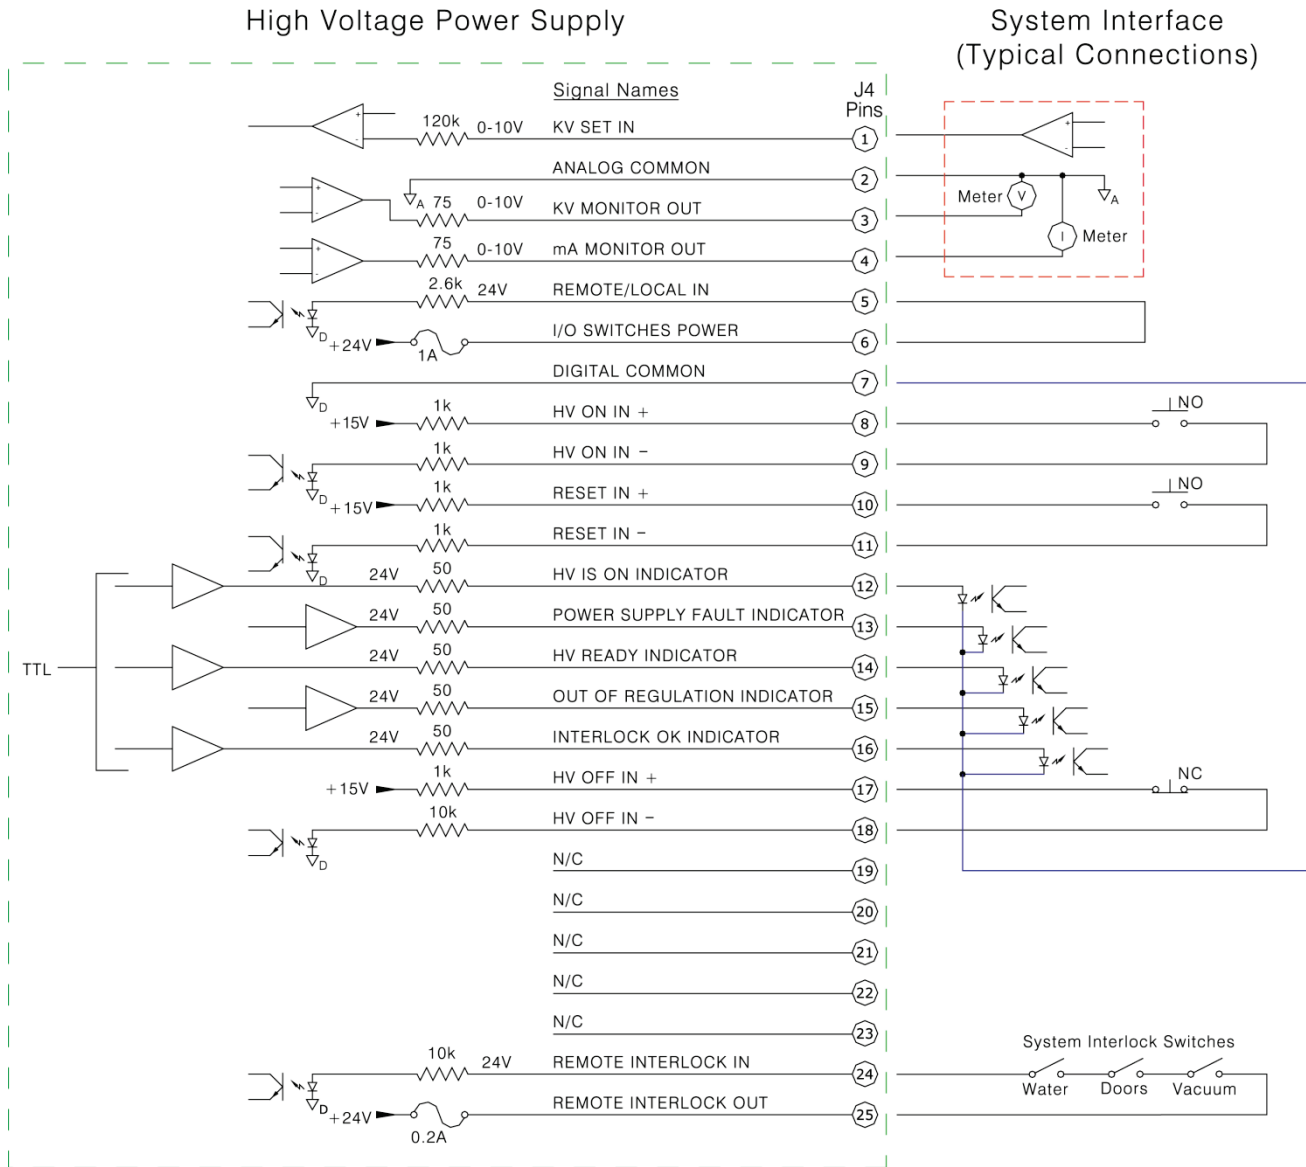 High Voltage Power Supply
System Interface
(Typical Connections)
Signal Names
J4
Pins
120k 0-10V KV SET IN 1
ANALOG COMMON 2
A
75 0-10V KV MONITOR OUT 3
Meter V
A
75 0-10V mA MONITOR OUT 4
I Meter
2.6k 24V REMOTE/LOCAL IN 5
D
+24V 1A I/O SWITCHES POWER 6
DIGITAL COMMON 7
D
+15V 1k HV ON IN + 8
NO
1k HV ON IN - 9
D
+15V 1k RESET IN + 10
NO
1k RESET IN - 11
D
24V 50 HV IS ON INDICATOR 12
24V 50 POWER SUPPLY FAULT INDICATOR 13
TTL
24V 50 HV READY INDICATOR 14
24V 50 OUT OF REGULATION INDICATOR 15
24V 50 INTERLOCK OK INDICATOR 16
+15V 1k HV OFF IN + 17
NC
10k HV OFF IN - 18
D
N/C 19
N/C 20
N/C 21
N/C 22
N/C 23
System Interlock Switches
10k 24V REMOTE INTERLOCK IN 24
Water Doors Vacuum
D
+24V 0.2A REMOTE INTERLOCK OUT 25
+ -
+ -
+ -
+ -